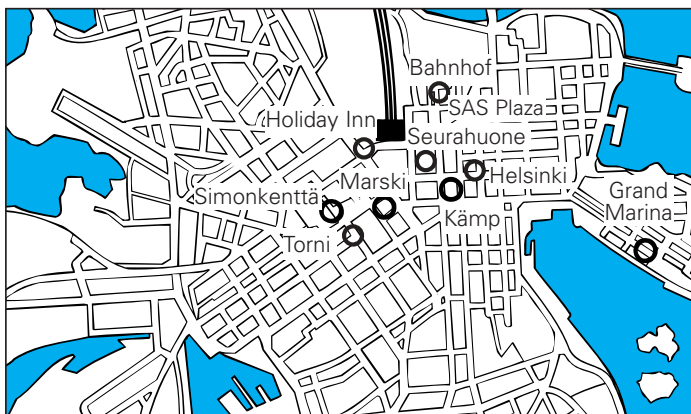 Bahnhof
SAS Plaza
Holiday Inn
Seurahuone
Helsinki
Simonkenttä
Marski
Grand
Marina
Kämp
Torni